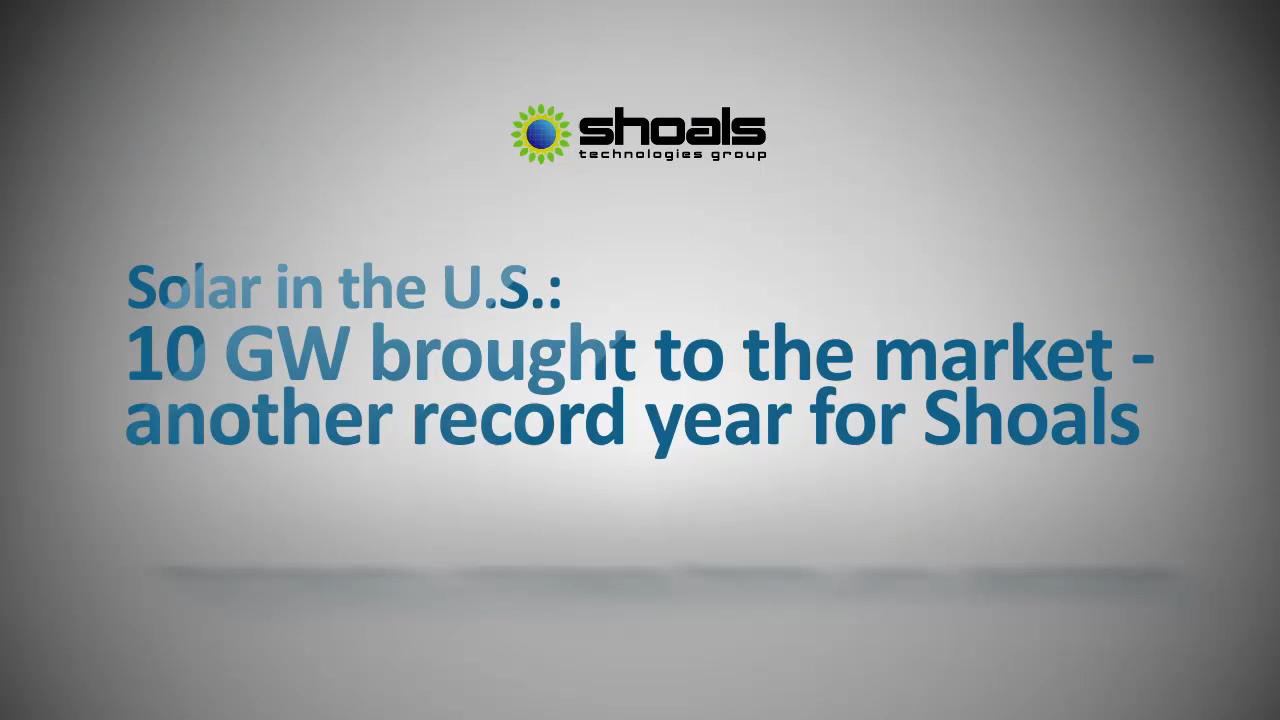 shoals
technologies group
Solar in the U.S.:
10 GW brought to the market -
another record year for Shoals